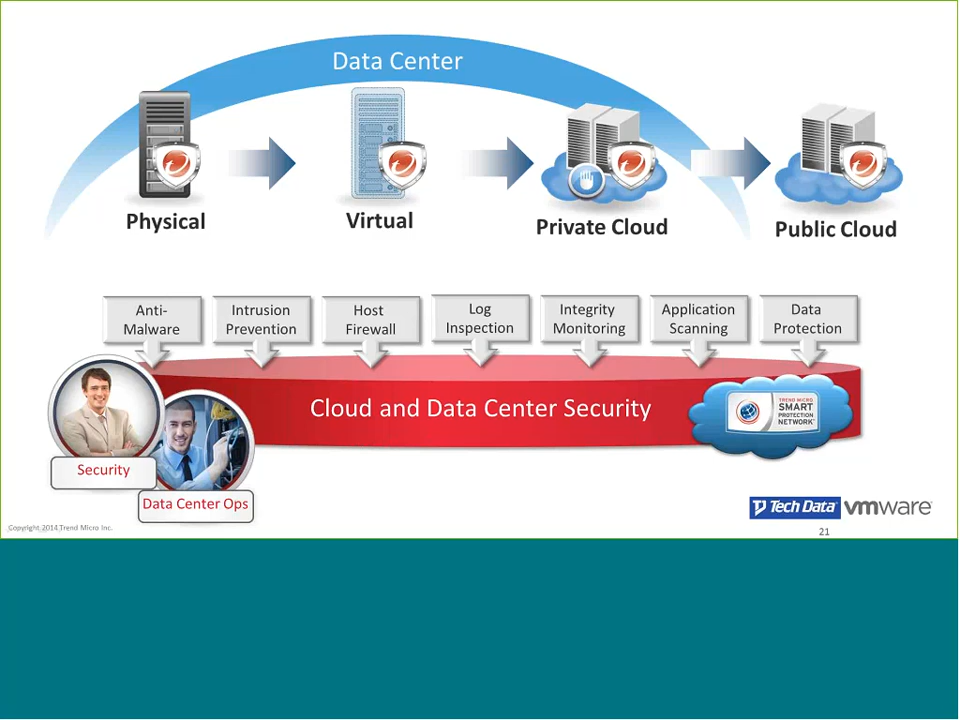 Data Center
Physical
Virtual
Private Cloud
Public Cloud
Anti-
Malware
Intrusion
Prevention
Host
Firewall
Log
Inspection
Integrity
Monitoring
Application
Scanning
Data
Protection
Cloud and Data Center Security
TREND MICRO
SMART
PROTECTION
NETWORK
Security
Data Center Ops
Tech Data
vmware
Copyright 2014 Trend Micro Inc.
21